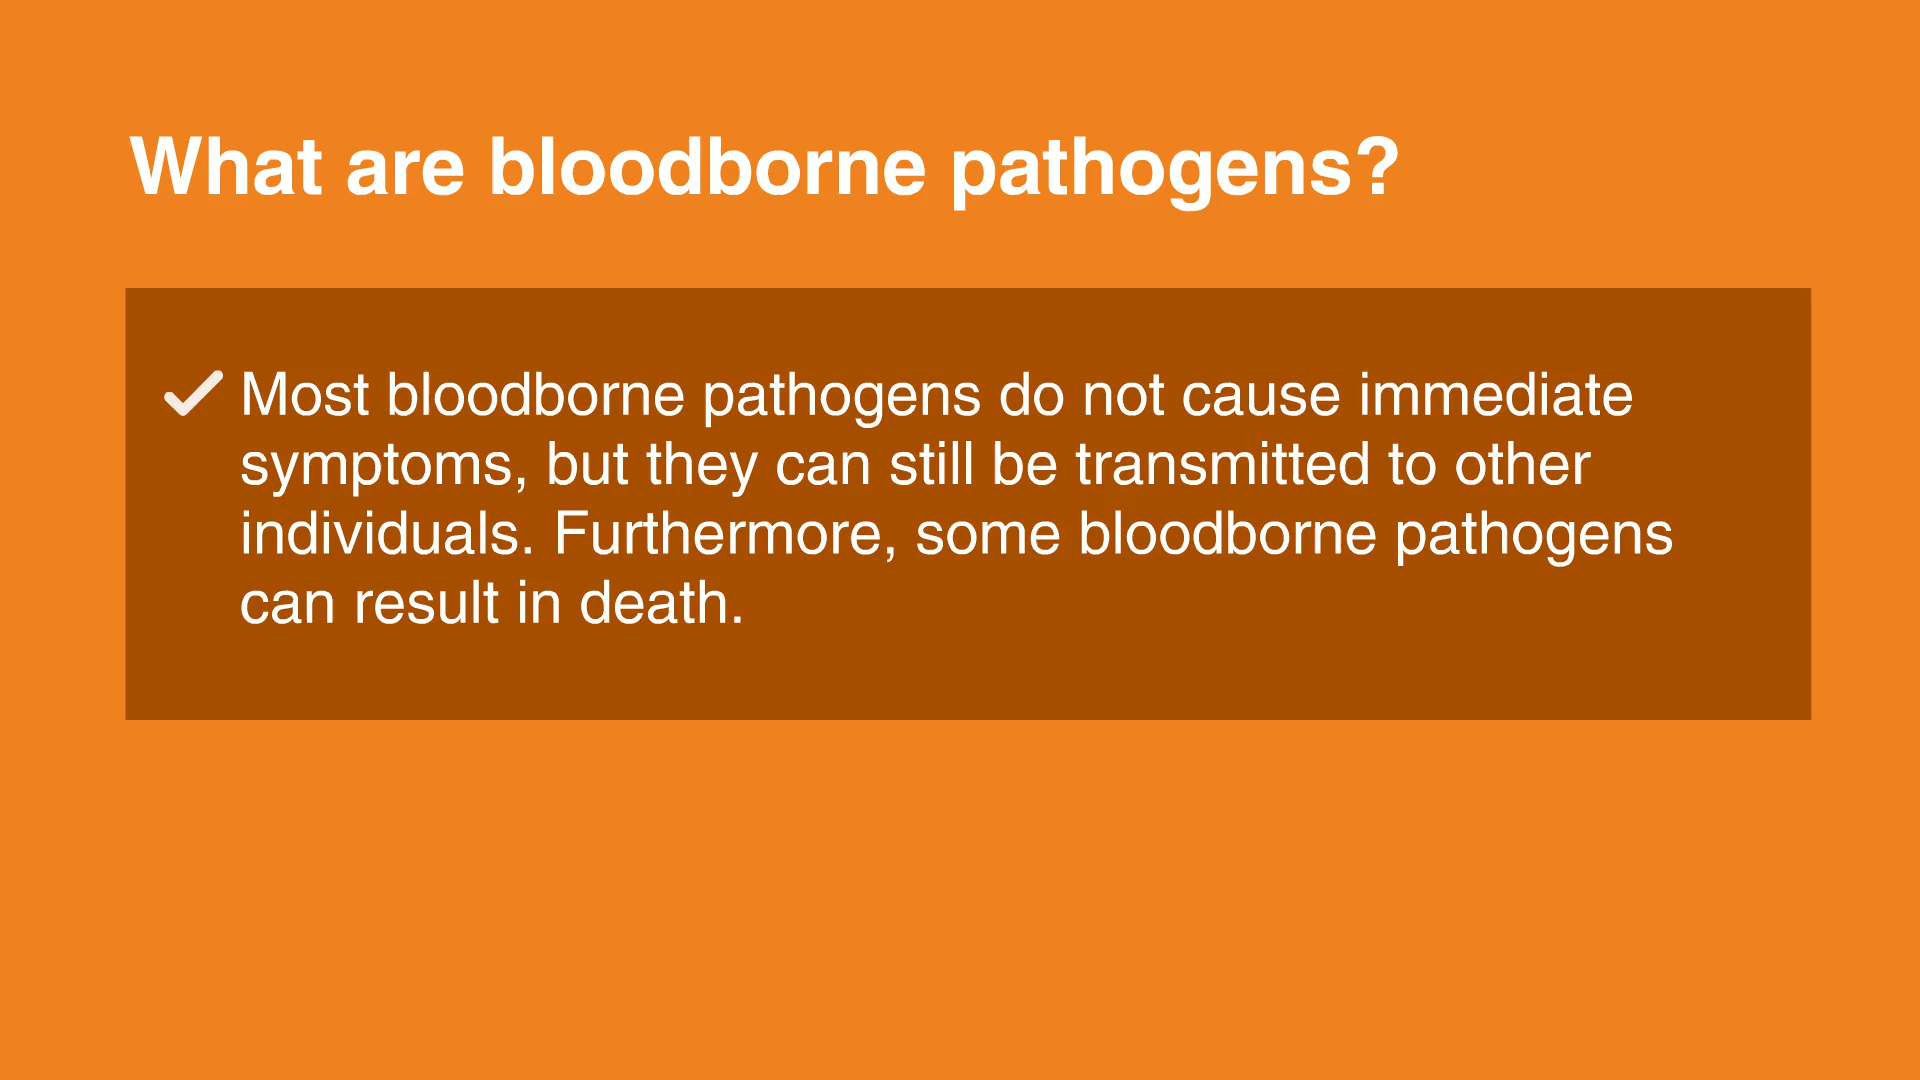 What are bloodborne pathogens?
Most bloodborne pathogens do not cause immediate
symptoms, but they can still be transmitted to other
individuals. Furthermore, some bloodborne pathogens
can result in death.